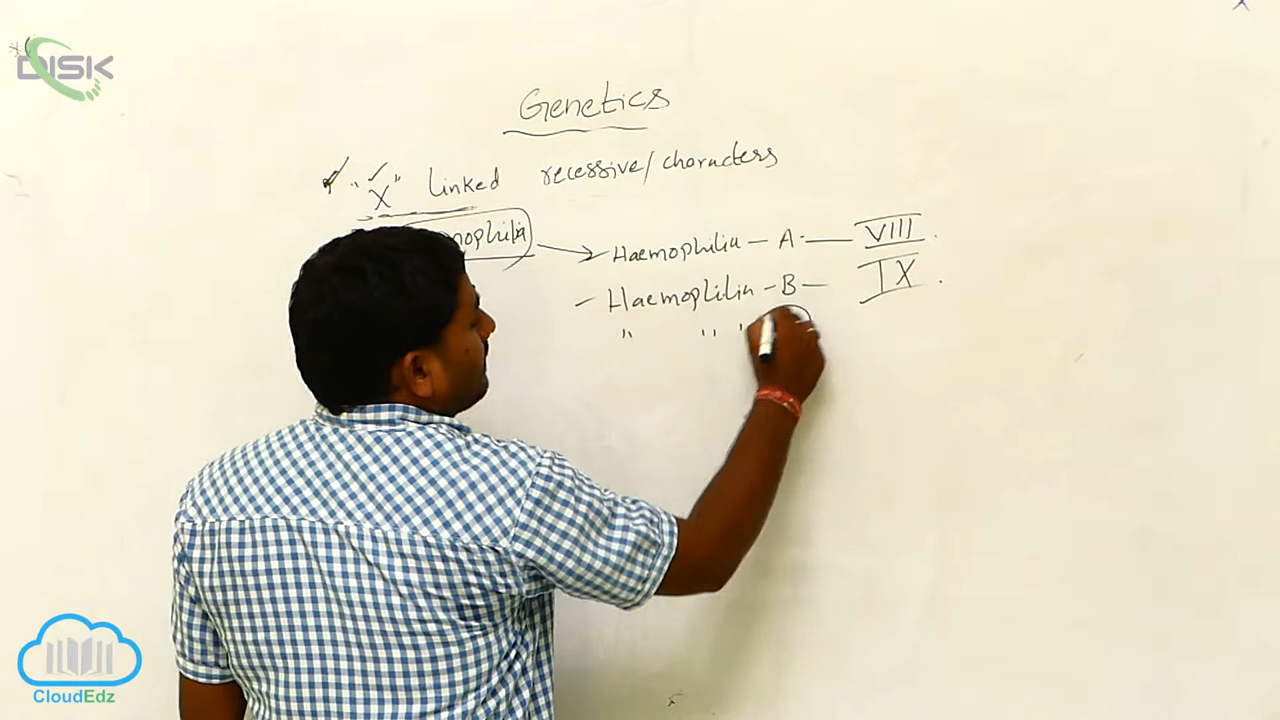 DISK
Genetics
"X" linked recessive/characters
Haemophilia - A - VIII
Haemophilia - B - IX
" " "
CloudEdz